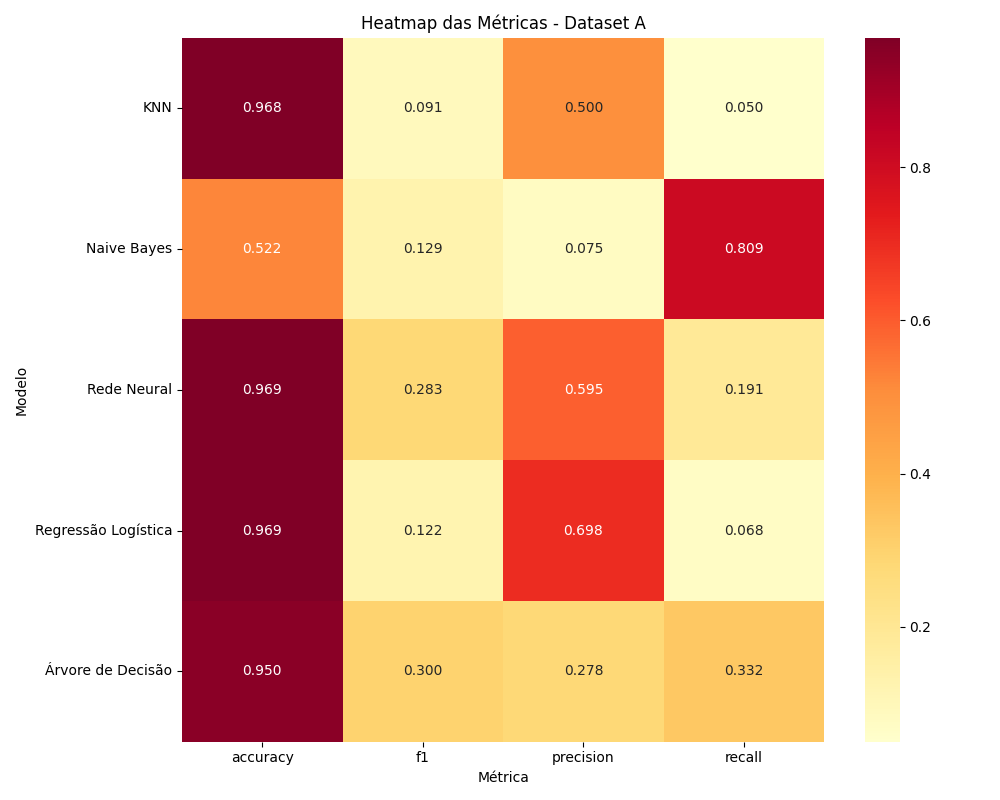 Heatmap das Métricas - Dataset A
Modelo
KNN 0.968 0.091 0.500 0.050
Naive Bayes 0.522 0.129 0.075 0.809
Rede Neural 0.969 0.283 0.595 0.191
Regressão Logística 0.969 0.122 0.698 0.068
Árvore de Decisão 0.950 0.300 0.278 0.332
accuracy f1 precision recall
Métrica
0.8
0.6
0.4
0.2